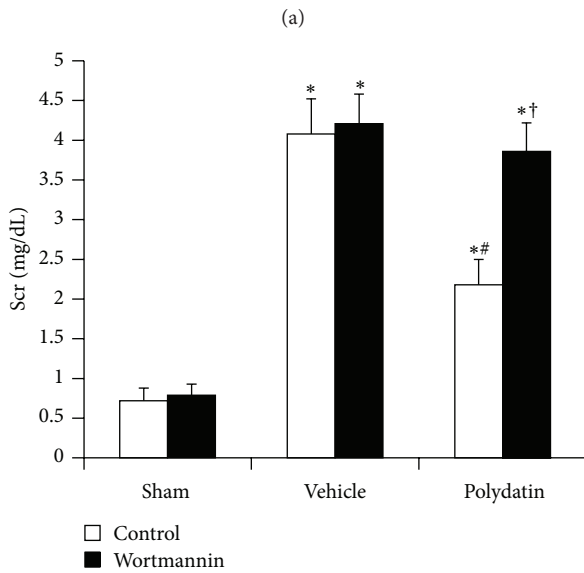 (a)
5
4.5
4
3.5
3
2.5
2
1.5
1
0.5
0
Scr (mg/dL)
*
*
*#
*†
Sham
Vehicle
Polydatin
Control
Wortmannin